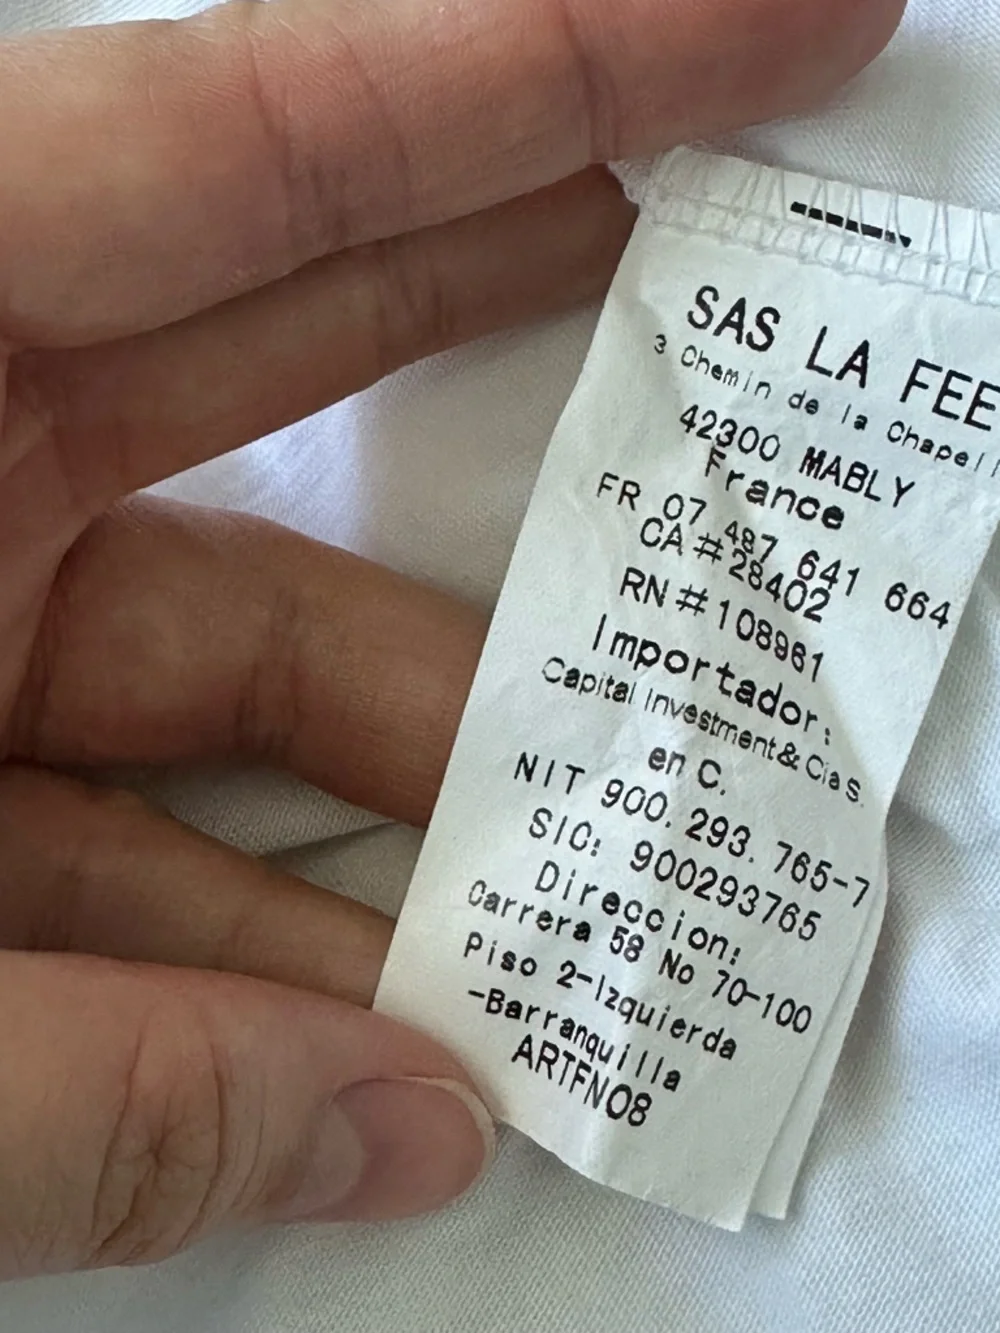 SAS LA FEE
3 Chemin de la Chapell
42300 MABLY
France
FR 07 487 641 664
CA#28402
RN#108961
Importador:
Capital Investment&Cia s.
en C.
NIT 900.293.765-7
SIC: 900293765
Direccion:
Carrera 58 No 70-100
Piso 2-Izquierda
-Barranquilla
ARTFN08